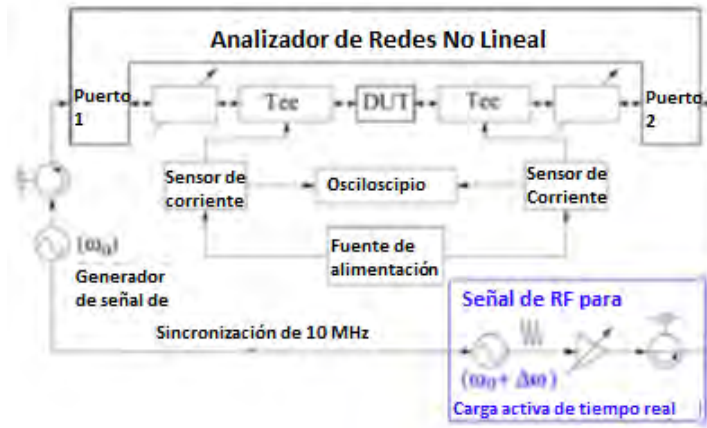 Analizador de Redes No Lineal
Puerto
1
Tee
DUT
Tee
Puerto
2
Sensor de
corriente
Osciloscipio
Sensor de
Corriente
(ω₀)
Generador
de señal de
Fuente de
alimentación
Señal de RF para
Sincronización de 10 MHz
(ω₀+ Δω)
Carga activa de tiempo real